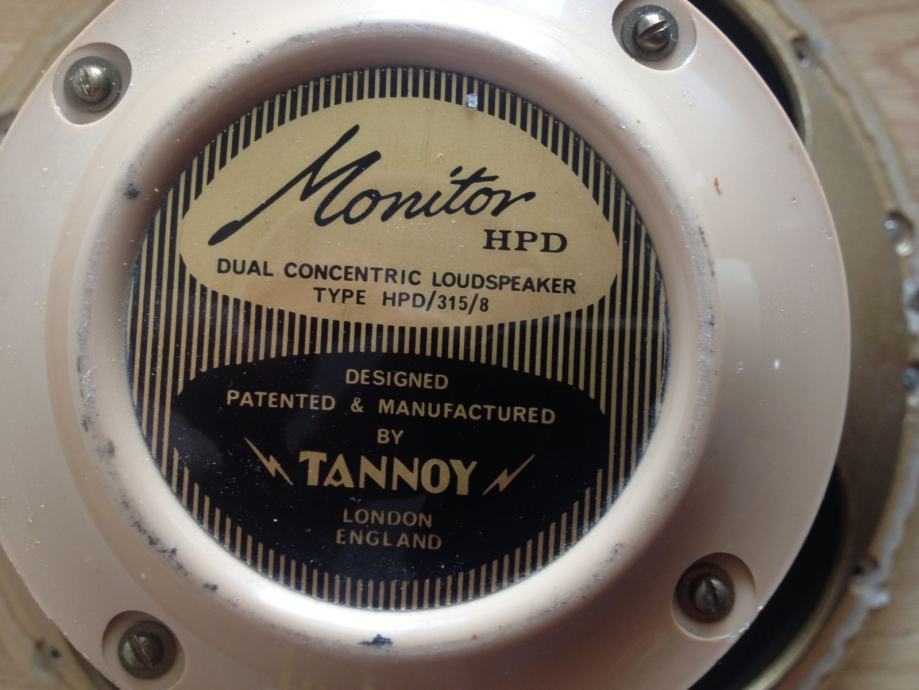 Monitor
HPD
DUAL CONCENTRIC LOUDSPEAKER
TYPE HPD/315/8
DESIGNED
PATENTED & MANUFACTURED
BY
TANNOY
LONDON
ENGLAND